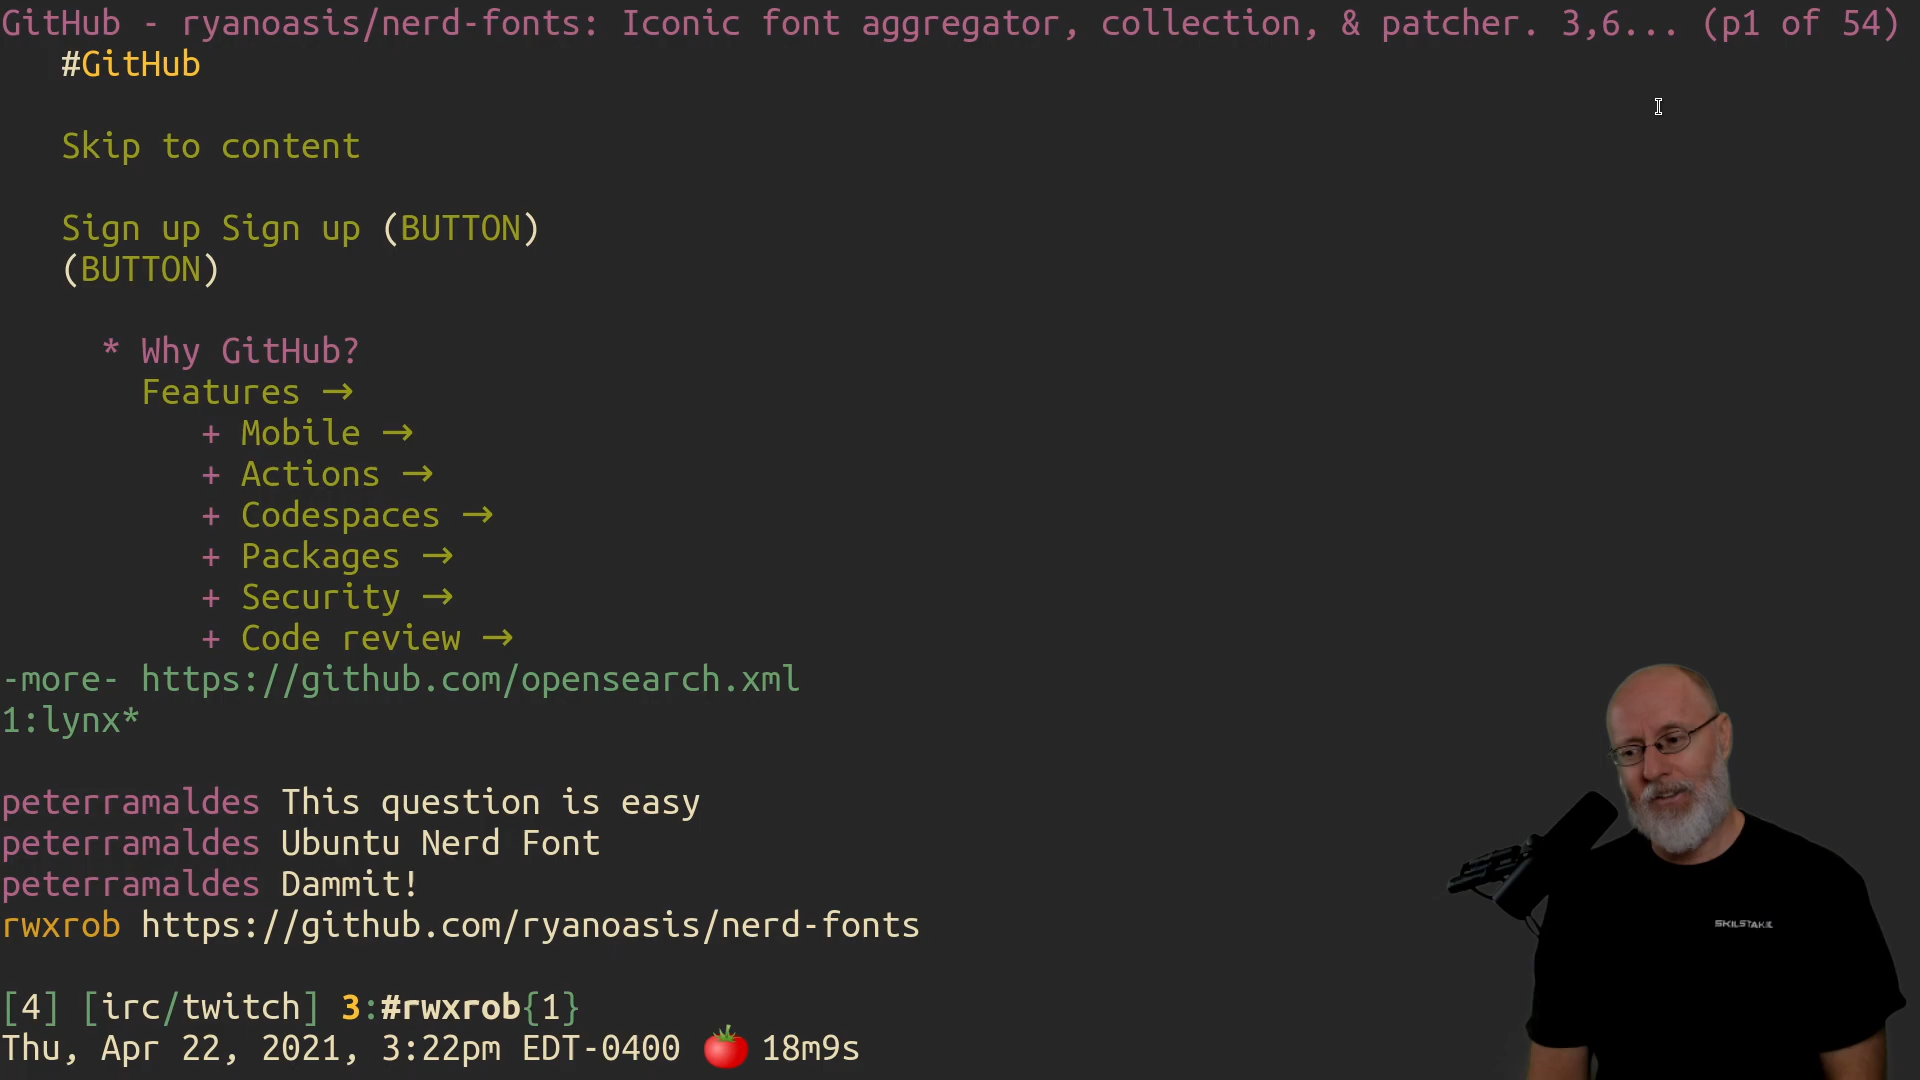 GitHub - ryanoasis/nerd-fonts: Iconic font aggregator, collection, & patcher. 3,6... (p1 of 54)
#GitHub
Skip to content
Sign up Sign up (BUTTON)
(BUTTON)
* Why GitHub?
Features →
+ Mobile →
+ Actions →
+ Codespaces →
+ Packages →
+ Security →
+ Code review →
-more- https://github.com/opensearch.xml
1:lynx*
peterramaldes This question is easy
peterramaldes Ubuntu Nerd Font
peterramaldes Dammit!
rwxrob https://github.com/ryanoasis/nerd-fonts
[4] [irc/twitch] 3:#rwxrob{1}
Thu, Apr 22, 2021, 3:22pm EDT-0400 🍅 18m9s